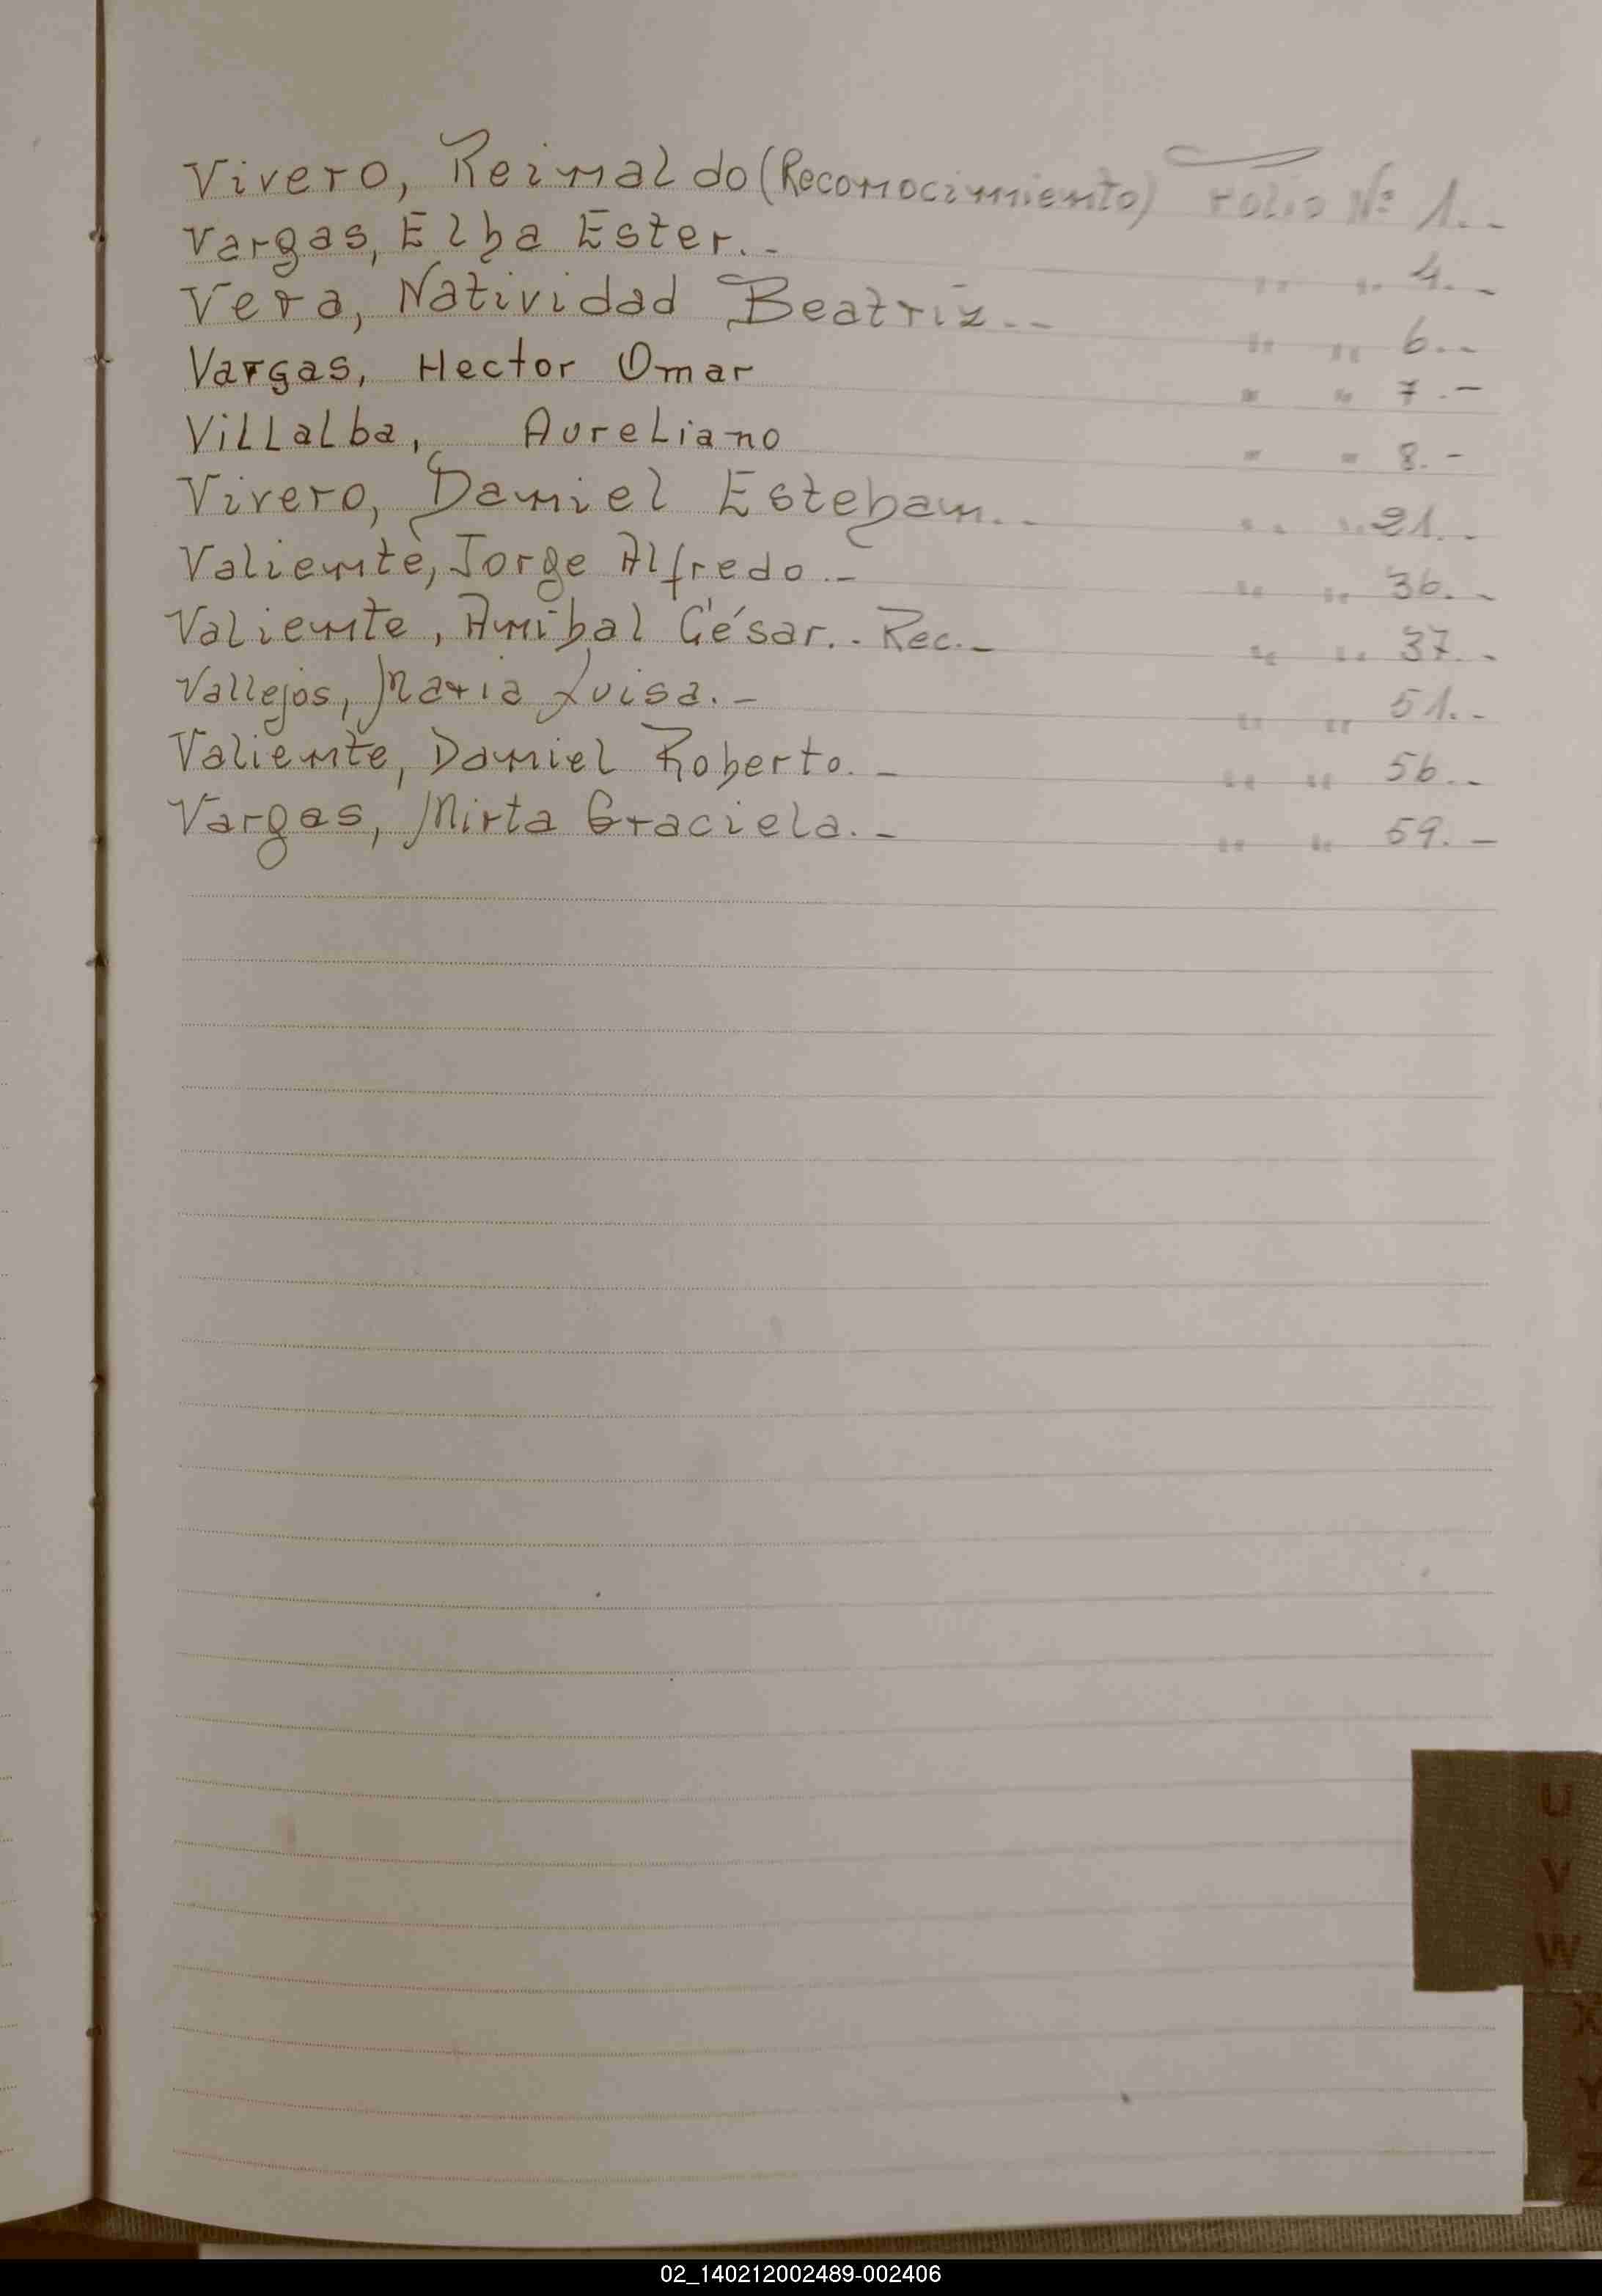 Vivero, Reinaldo (Reconocimiento) Folio Nº 1.-
Vargas, Elba Ester.- " " 4.-
Vera, Natividad Beatriz.- " " 6.-
Vargas, Hector Omar " " 7.-
Villalba, Aureliano " " 8.-
Vivero, Daniel Esteban.- " " 21.-
Valiente, Jorge Alfredo.- " " 36.-
Valiente, Anibal César.- Rec.- " " 37.-
Vallejos, Maria Luisa.- " " 51.-
Valiente, Daniel Roberto.- " " 56.-
Vargas, Mirta Graciela.- " " 59.-
U
V
W
X
Y
Z
02_140212002489-002406